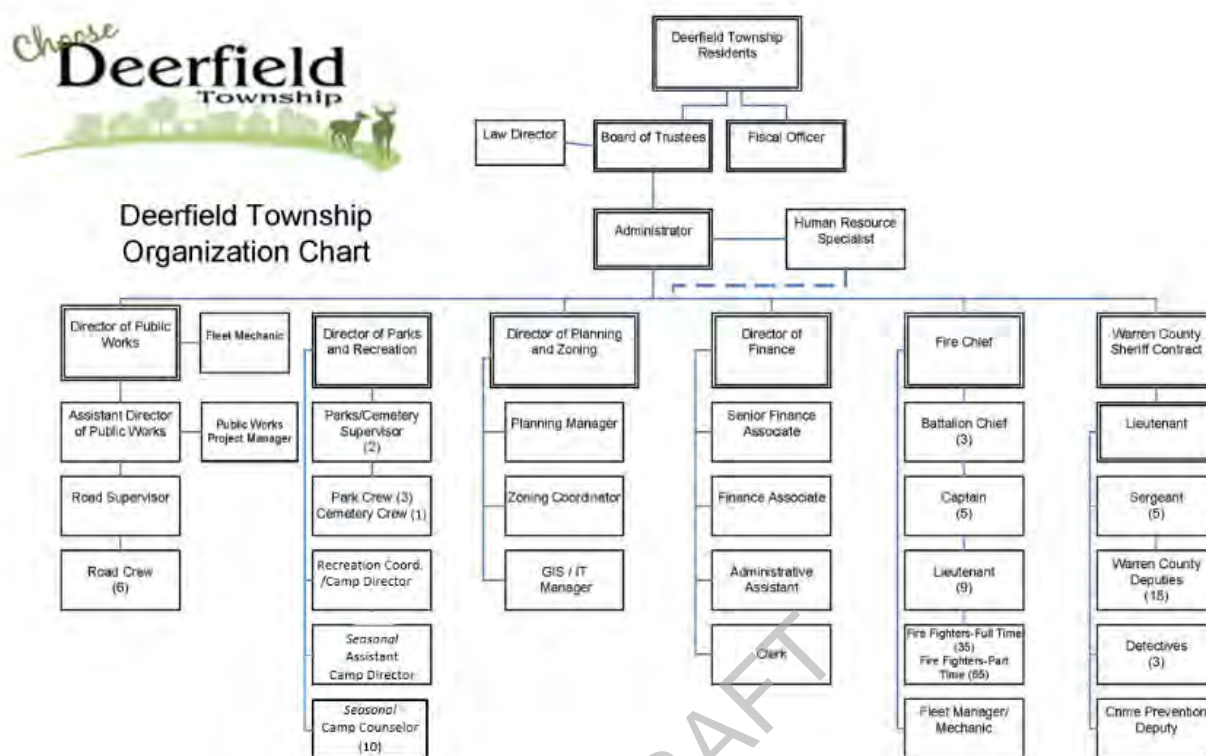 Choose
Deerfield
Township
Deerfield Township
Organization Chart
Deerfield Township
Residents
Law Director
Board of Trustees
Fiscal Officer
Administrator
Human Resource
Specialist
Director of Public
Works
Fleet Mechanic
Assistant Director
of Public Works
Public Works
Project Manager
Road Supervisor
Road Crew
(6)
Director of Parks
and Recreation
Parks/Cemetery
Supervisor
(2)
Park Crew (3)
Cemetery Crew (1)
Recreation Coord.
/Camp Director
Seasonal
Assistant
Camp Director
Seasonal
Camp Counselor
(10)
Director of Planning
and Zoning
Planning Manager
Zoning Coordinator
GIS / IT
Manager
Director of
Finance
Senior Finance
Associate
Finance Associate
Administrative
Assistant
Clerk
Fire Chief
Battalion Chief
(3)
Captain
(5)
Lieutenant
(9)
Fire Fighters-Full Time
(35)
Fire Fighters-Part
Time (65)
Fleet Manager/
Mechanic
Warren County
Sheriff Contract
Lieutenant
Sergeant
(5)
Warren County
Deputies
(18)
Detectives
(3)
Crime Prevention
Deputy
DRAFT